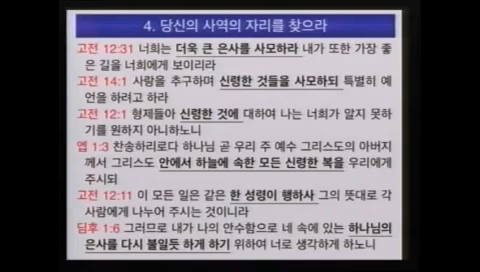 4. 당신의 사역의 자리를 찾으라
고전 12:31 너희는 더욱 큰 은사를 사모하라 내가 또한 가장 좋
은 길을 너희에게 보이리라
고전 14:1 사랑을 추구하며 신령한 것들을 사모하되 특별히 예
언을 하려고 하라
고전 12:1 형제들아 신령한 것에 대하여 나는 너희가 알지 못하
기를 원하지 아니하노니
엡 1:3 찬송하리로다 하나님 곧 우리 주 예수 그리스도의 아버지
께서 그리스도 안에서 하늘에 속한 모든 신령한 복을 우리에게
주시되
고전 12:11 이 모든 일은 같은 한 성령이 행하사 그의 뜻대로 각
사람에게 나누어 주시는 것이니라
딤후 1:6 그러므로 내가 나의 안수함으로 네 속에 있는 하나님의
은사를 다시 불일듯 하게 하기 위하여 너로 생각하게 하노니